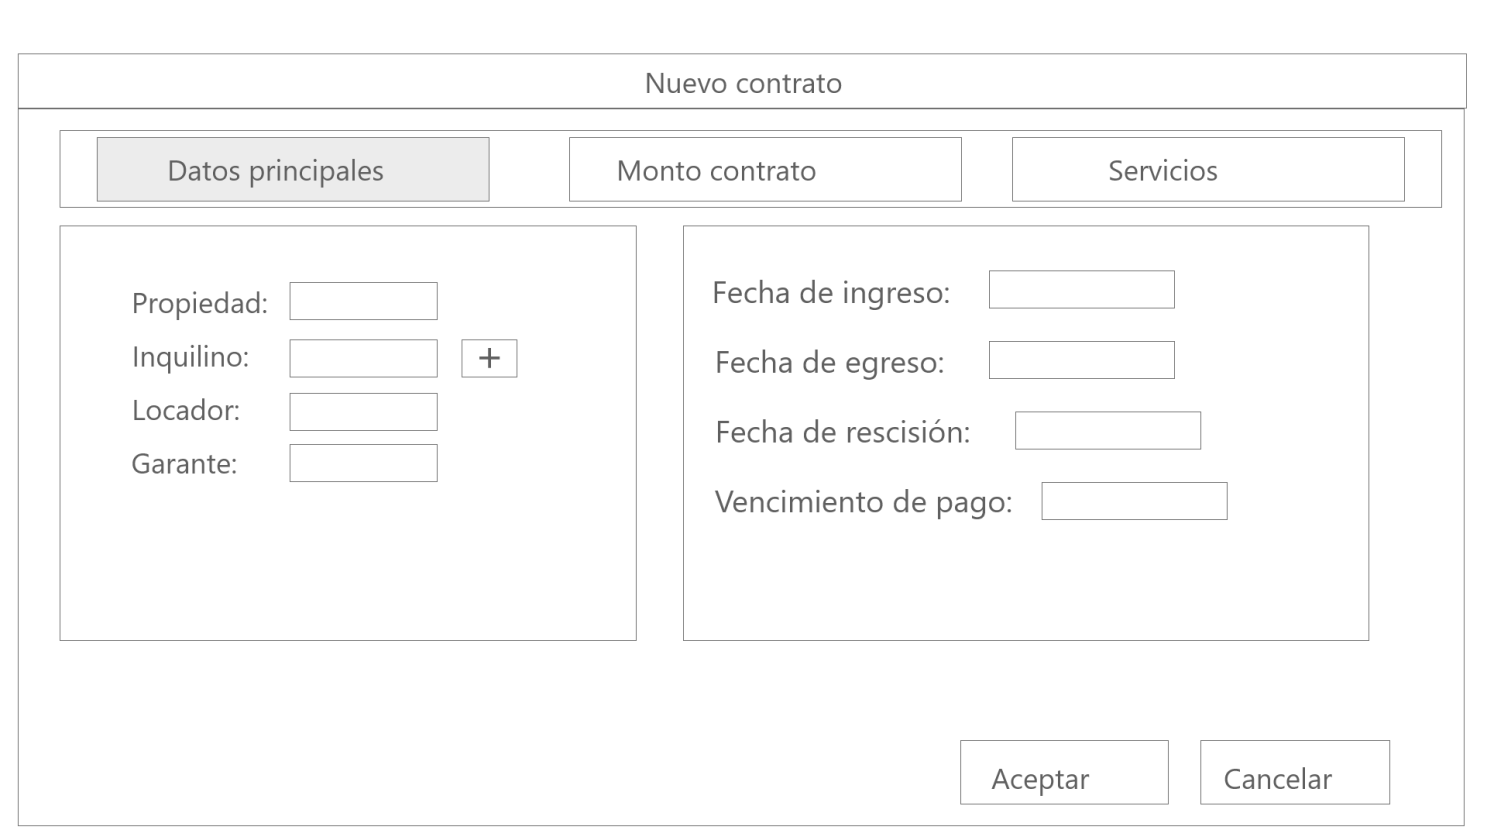 Nuevo contrato
Datos principales
Monto contrato
Servicios
Propiedad:
Inquilino:
+
Locador:
Garante:
Fecha de ingreso:
Fecha de egreso:
Fecha de rescisión:
Vencimiento de pago:
Aceptar
Cancelar